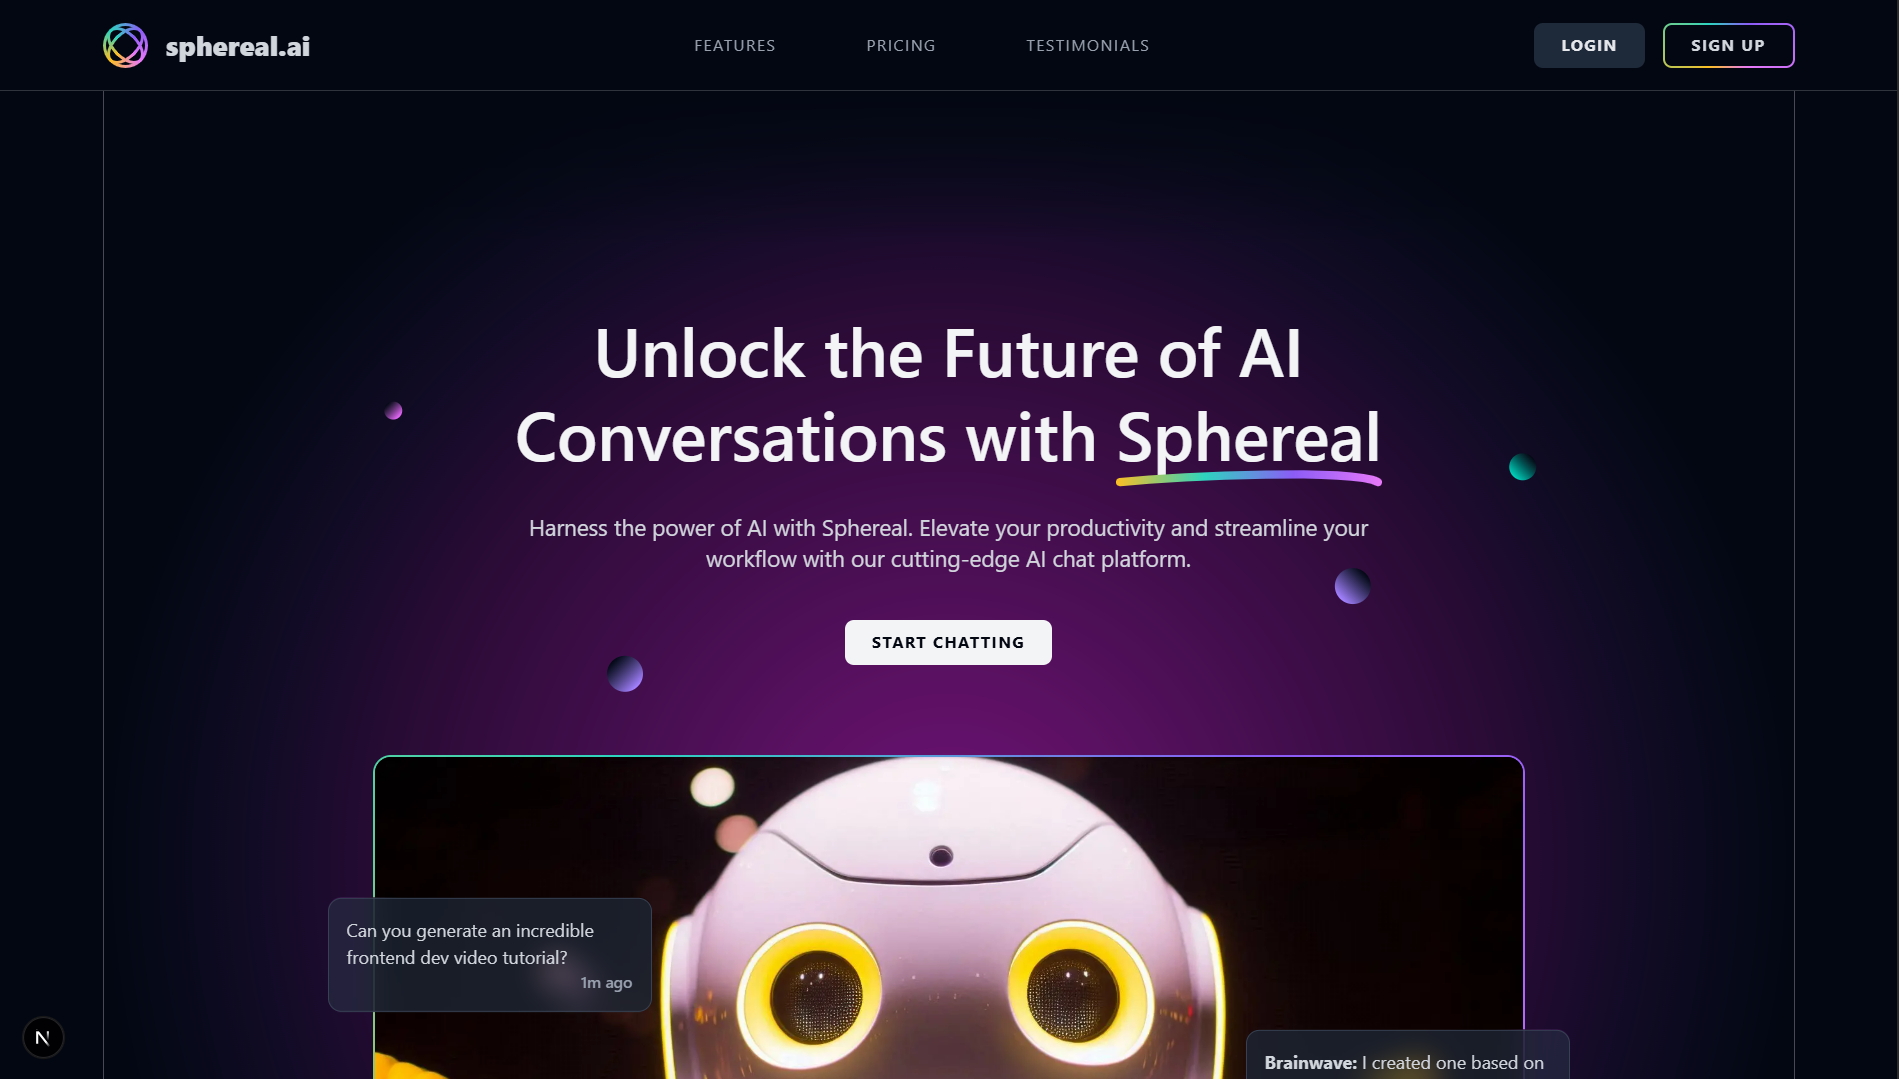 sphereal.ai
FEATURES
PRICING
TESTIMONIALS
LOGIN
SIGN UP
Unlock the Future of AI
Conversations with Sphereal
Harness the power of AI with Sphereal. Elevate your productivity and streamline your
workflow with our cutting-edge AI chat platform.
START CHATTING
Can you generate an incredible
frontend dev video tutorial?
1m ago
Brainwave: I created one based on
N